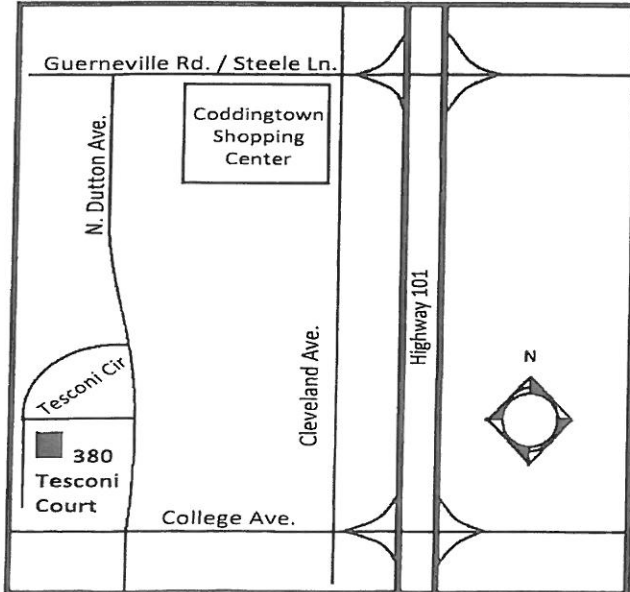 Guerneville Rd. / Steele Ln.
Coddingtown
Shopping
Center
N. Dutton Ave.
Highway 101
Cleveland Ave.
N
Tesconi Cir
380
Tesconi
Court
College Ave.